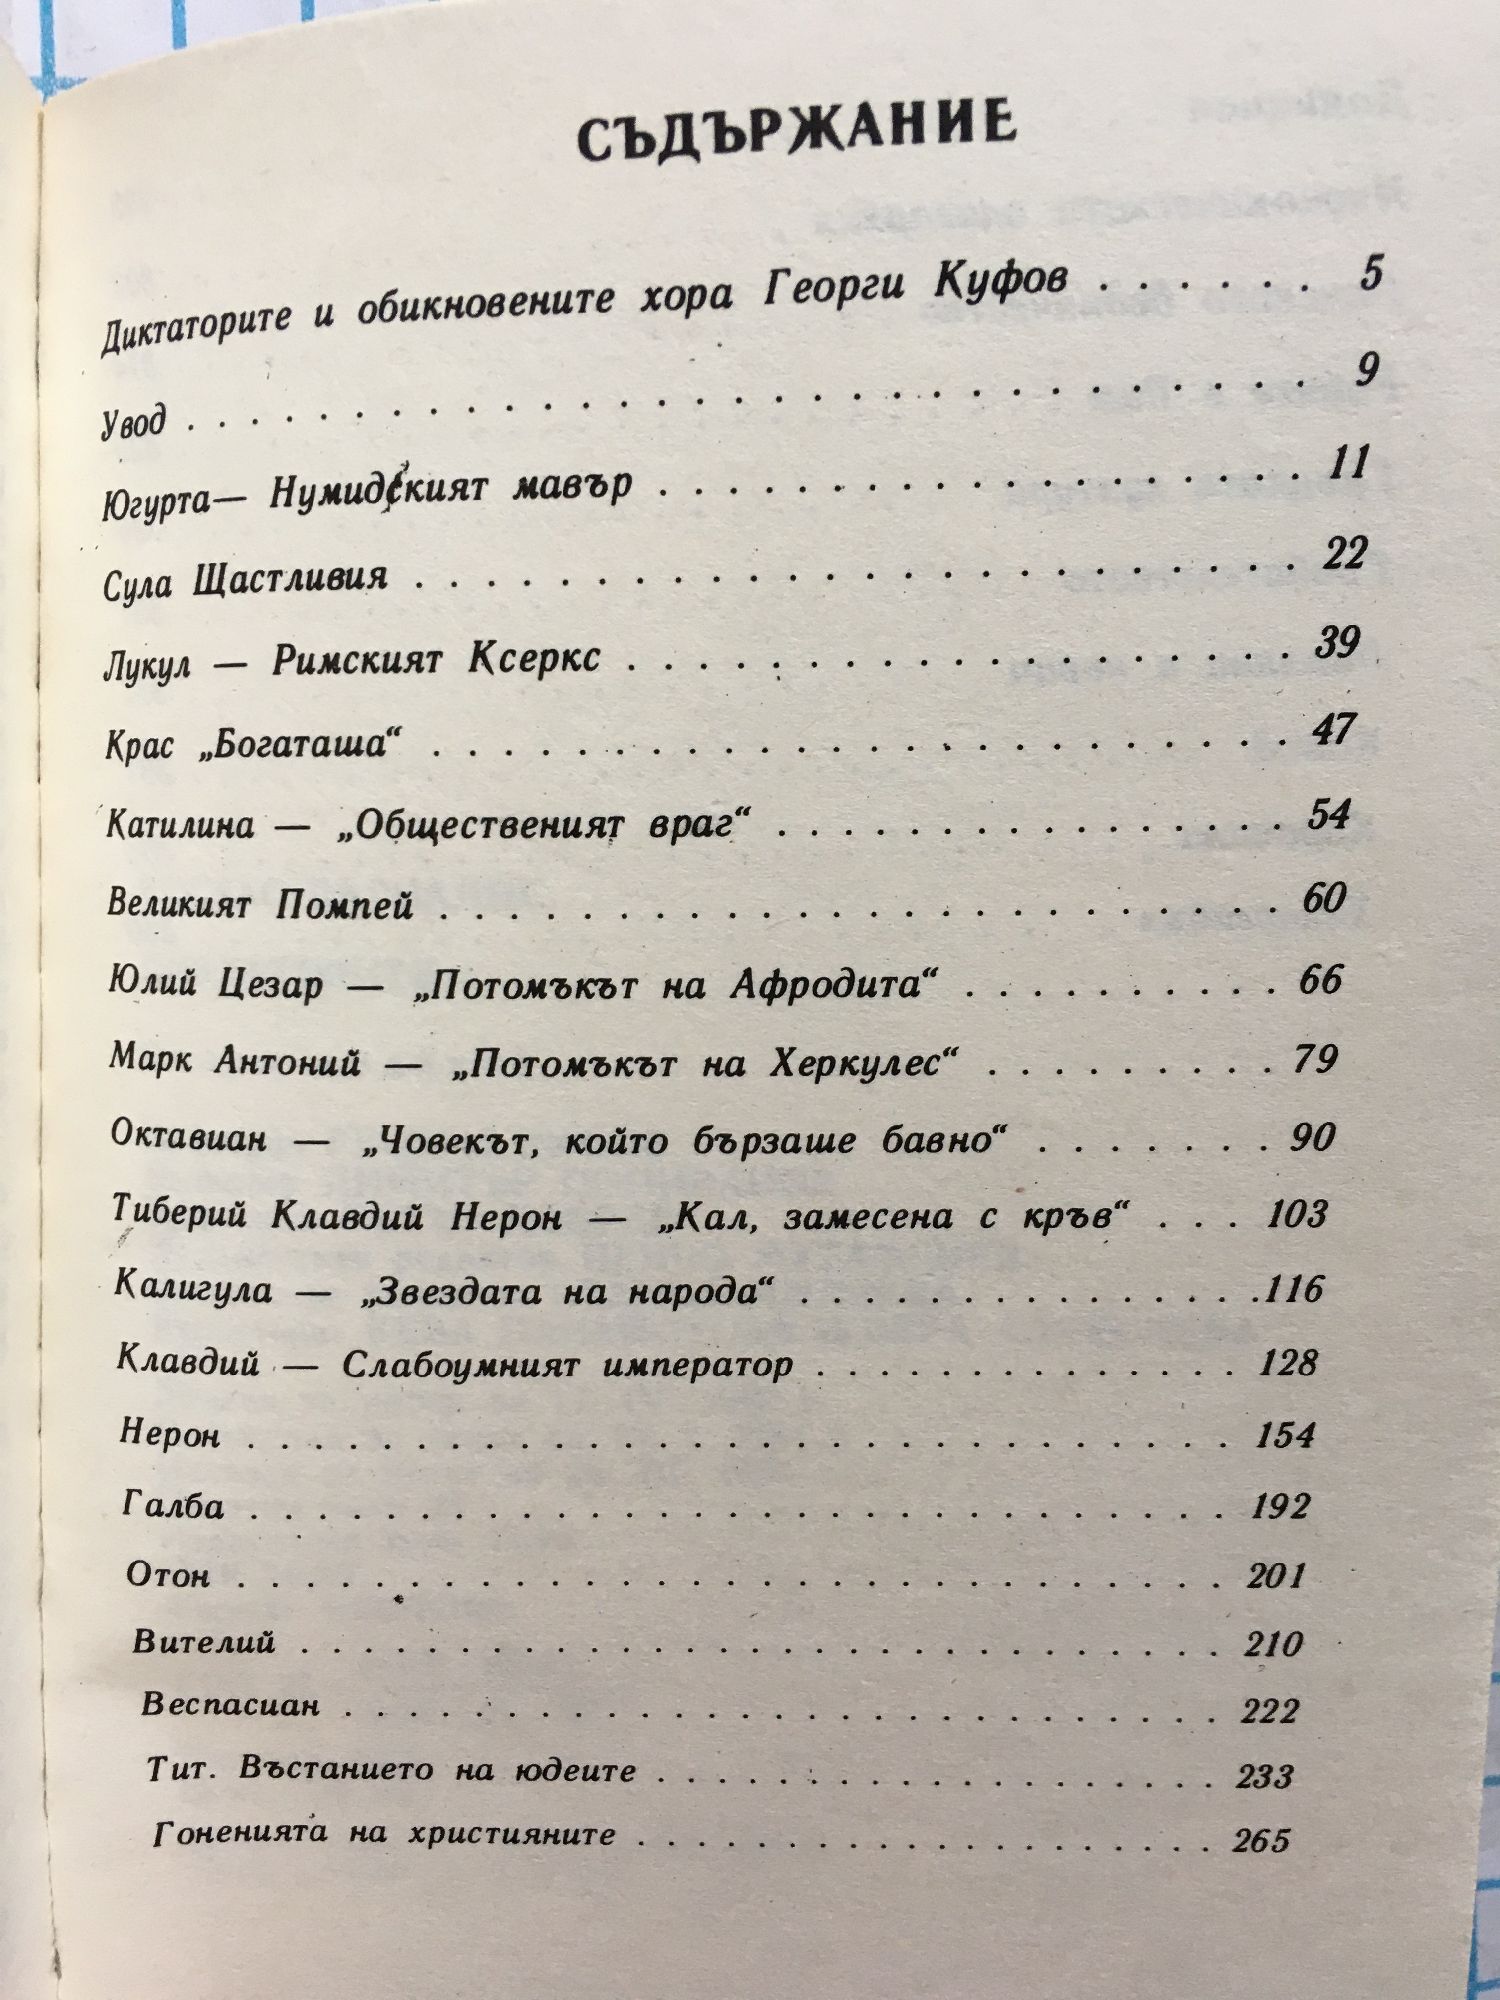 СЪДЪРЖАНИЕ
Диктаторите и обикновените хора Георги Куфов . . . . . . 5
Увод . . . . . . . . . . . . . . . . . . . . . . . . . . . . . . 9
Югурта— Нумидският мавър . . . . . . . . . . . . . . . . . . 11
Сула Щастливия . . . . . . . . . . . . . . . . . . . . . . . . . 22
Лукул — Римският Ксеркс . . . . . . . . . . . . . . . . . . . 39
Крас „Богаташа“ . . . . . . . . . . . . . . . . . . . . . . . . 47
Катилина — „Общественият враг“ . . . . . . . . . . . . . . . 54
Великият Помпей . . . . . . . . . . . . . . . . . . . . . . . . 60
Юлий Цезар — „Потомъкът на Афродита“ . . . . . . . . . . 66
Марк Антоний — „Потомъкът на Херкулес“ . . . . . . . . . 79
Октавиан — „Човекът, който бързаше бавно“ . . . . . . . 90
Тиберий Клавдий Нерон — „Кал, замесена с кръв“ . . . 103
Калигула — „Звездата на народа“ . . . . . . . . . . . . . . .116
Клавдий — Слабоумният император . . . . . . . . . . . . . 128
Нерон . . . . . . . . . . . . . . . . . . . . . . . . . . . . . . 154
Галба . . . . . . . . . . . . . . . . . . . . . . . . . . . . . . 192
Отон . . . . . . . . . . . . . . . . . . . . . . . . . . . . . . 201
Вителий . . . . . . . . . . . . . . . . . . . . . . . . . . . . 210
Веспасиан . . . . . . . . . . . . . . . . . . . . . . . . . . . 222
Тит. Въстанието на юдеите . . . . . . . . . . . . . . . . . . 233
Гоненията на християните . . . . . . . . . . . . . . . . . . . 265